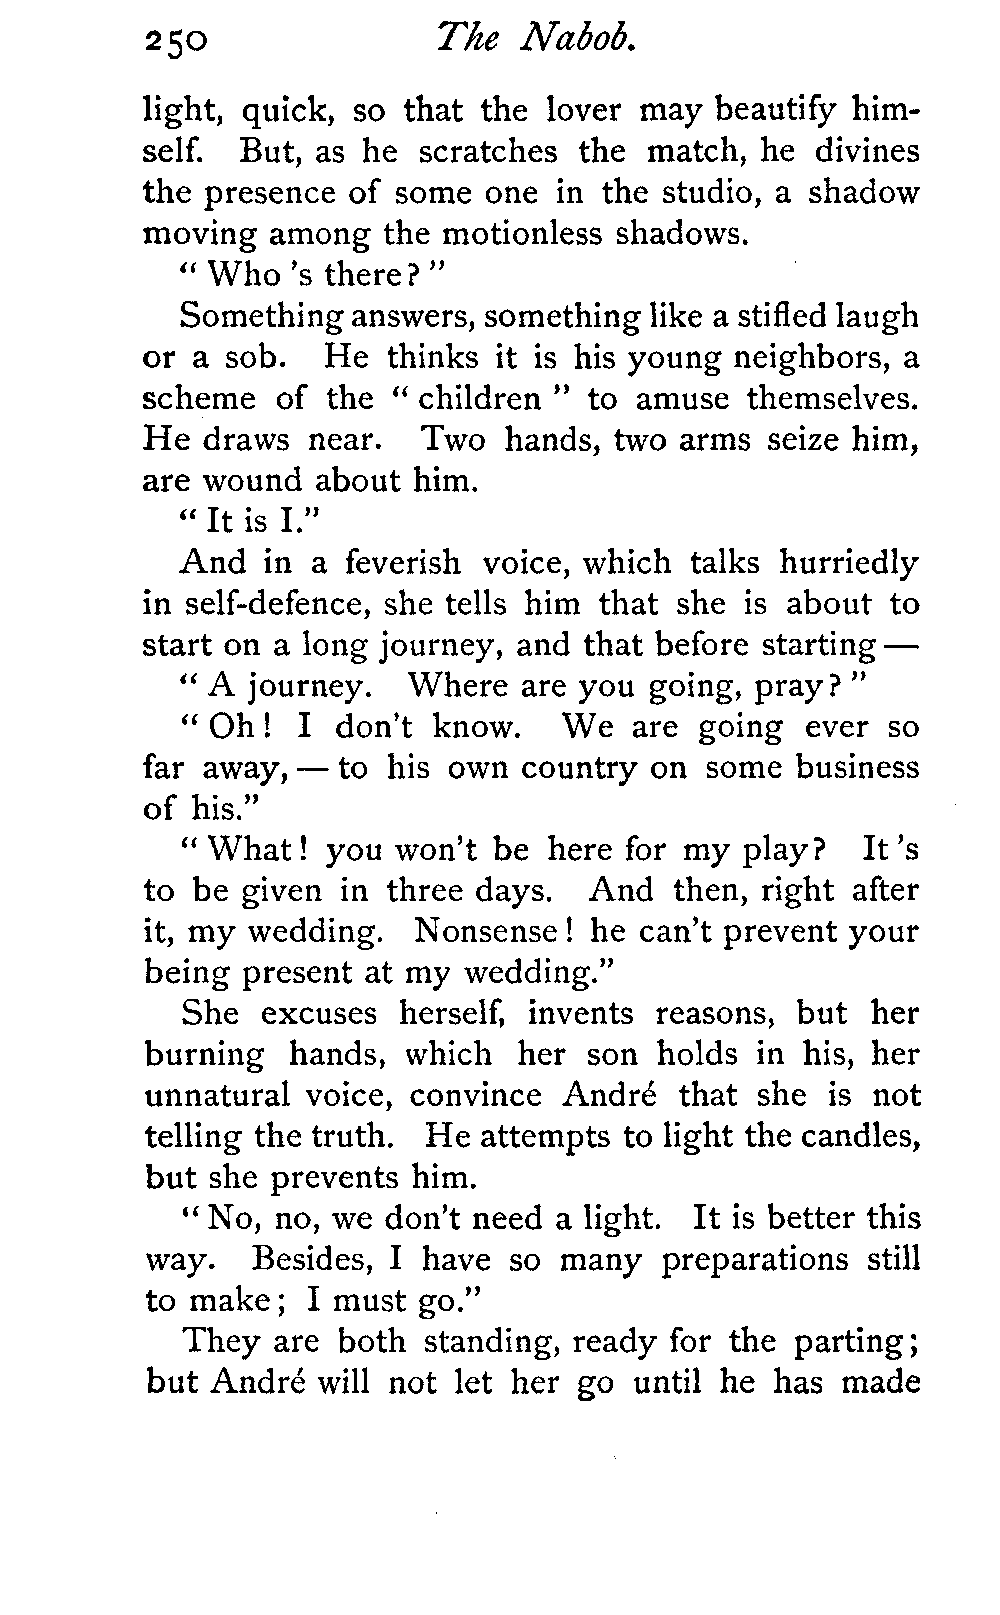 250 The Nabob.
light, quick, so that the lover may beautify him-
self. But, as he scratches the match, he divines
the presence of some one in the studio, a shadow
moving among the motionless shadows.
" Who 's there? "
Something answers, something like a stifled laugh
or a sob. He thinks it is his young neighbors, a
scheme of the " children " to amuse themselves.
He draws near. Two hands, two arms seize him,
are wound about him.
" It is I."
And in a feverish voice, which talks hurriedly
in self-defence, she tells him that she is about to
start on a long journey, and that before starting —
" A journey. Where are you going, pray? "
" Oh! I don't know. We are going ever so
far away, — to his own country on some business
of his."
" What! you won't be here for my play? It 's
to be given in three days. And then, right after
it, my wedding. Nonsense! he can't prevent your
being present at my wedding."
She excuses herself, invents reasons, but her
burning hands, which her son holds in his, her
unnatural voice, convince André that she is not
telling the truth. He attempts to light the candles,
but she prevents him.
" No, no, we don't need a light. It is better this
way. Besides, I have so many preparations still
to make; I must go."
They are both standing, ready for the parting;
but André will not let her go until he has made